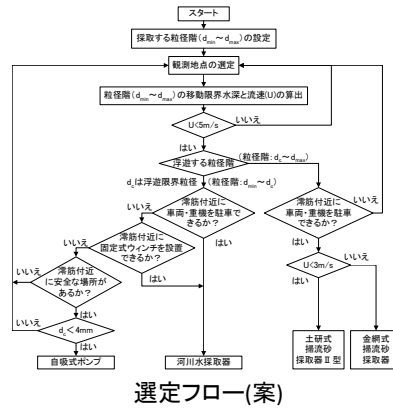 スタート
採取する粒径階(dmin～dmax)の設定
観測地点の選定
粒径階(dmin～dmax)の移動限界水深と流速(U)の算出
U<5m/s
いいえ
はい
浮遊する粒径階
(粒径階:dc～dmax)
dcは浮遊限界粒径
(粒径階:dmin～dc)
澪筋付近に
車両・重機を駐車
できるか?
いいえ
はい
澪筋付近に
車両・重機を駐車
できるか?
いいえ
はい
澪筋付近に
固定式ウィンチを設置
できるか?
いいえ
はい
U<3m/s
いいえ
はい
澪筋付近
に安全な場所が
あるか?
いいえ
はい
dc<4mm
いいえ
はい
自吸式ポンプ
河川水採取器
土研式
掃流砂
採取器Ⅱ型
金網式
掃流砂
採取器
選定フロー(案)